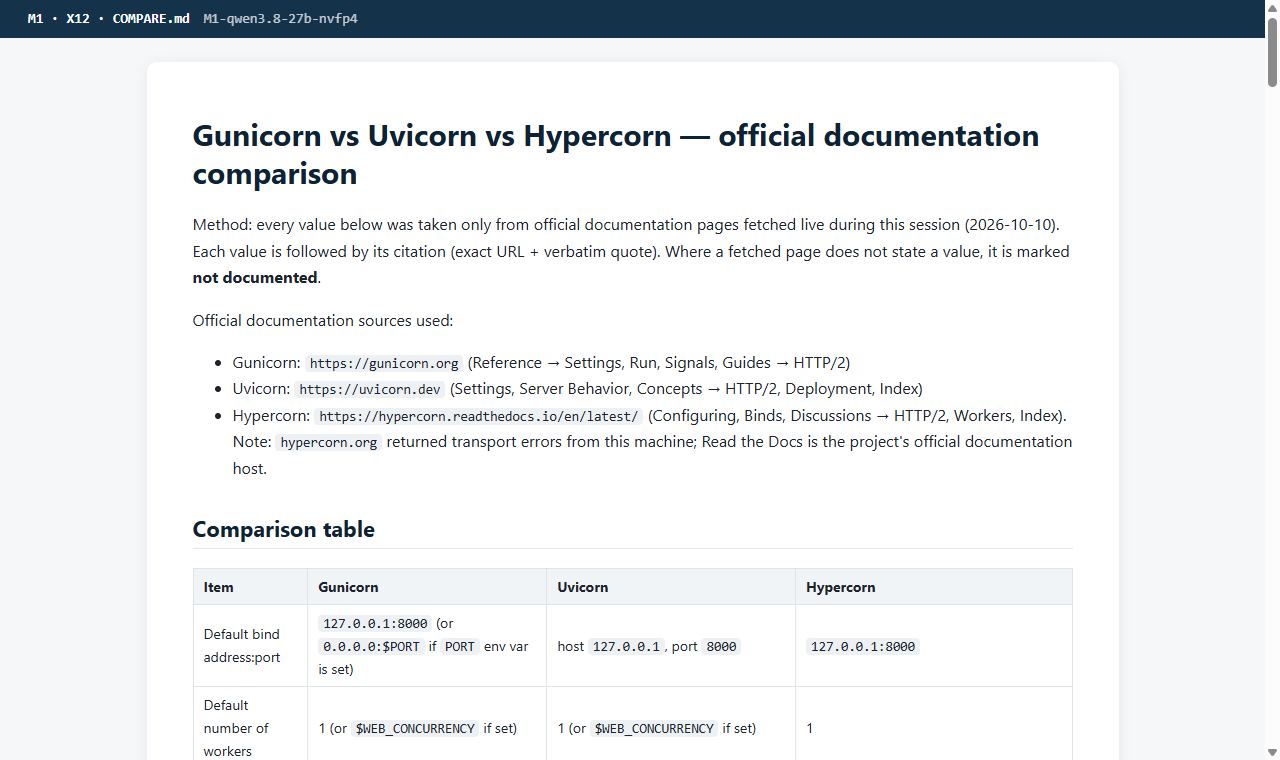 M1 · X12 · COMPARE.md M1-qwen3.8-27b-nvfp4
Gunicorn vs Uvicorn vs Hypercorn — official documentation
comparison
Method: every value below was taken only from official documentation pages fetched live during this session (2026-10-10).
Each value is followed by its citation (exact URL + verbatim quote). Where a fetched page does not state a value, it is marked
not documented.
Official documentation sources used:
• Gunicorn: https://gunicorn.org (Reference → Settings, Run, Signals, Guides → HTTP/2)
• Uvicorn: https://uvicorn.dev (Settings, Server Behavior, Concepts → HTTP/2, Deployment, Index)
• Hypercorn: https://hypercorn.readthedocs.io/en/latest/ (Configuring, Binds, Discussions → HTTP/2, Workers, Index).
Note: hypercorn.org returned transport errors from this machine; Read the Docs is the project's official documentation
host.
Comparison table
Item Gunicorn Uvicorn Hypercorn
Default bind
address:port
127.0.0.1:8000 (or
0.0.0.0:$PORT if PORT env var
is set)
host 127.0.0.1, port 8000
127.0.0.1:8000
Default
number of
workers
1 (or $WEB_CONCURRENCY if set)
1 (or $WEB_CONCURRENCY if set)
1